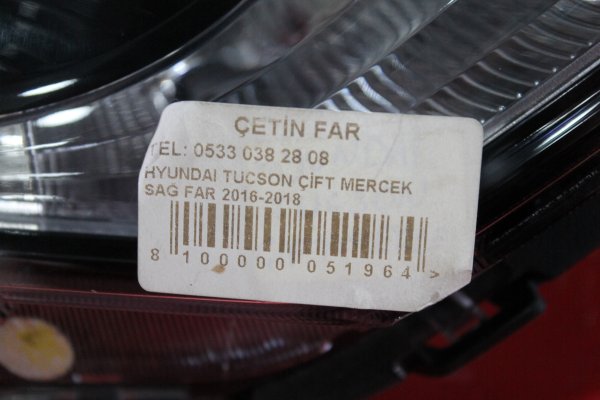 ÇETİN FAR
TEL: 0533 038 28 08
HYUNDAI TUCSON ÇİFT MERCEK
SAĞ FAR 2016-2018
8 100000 051964 >